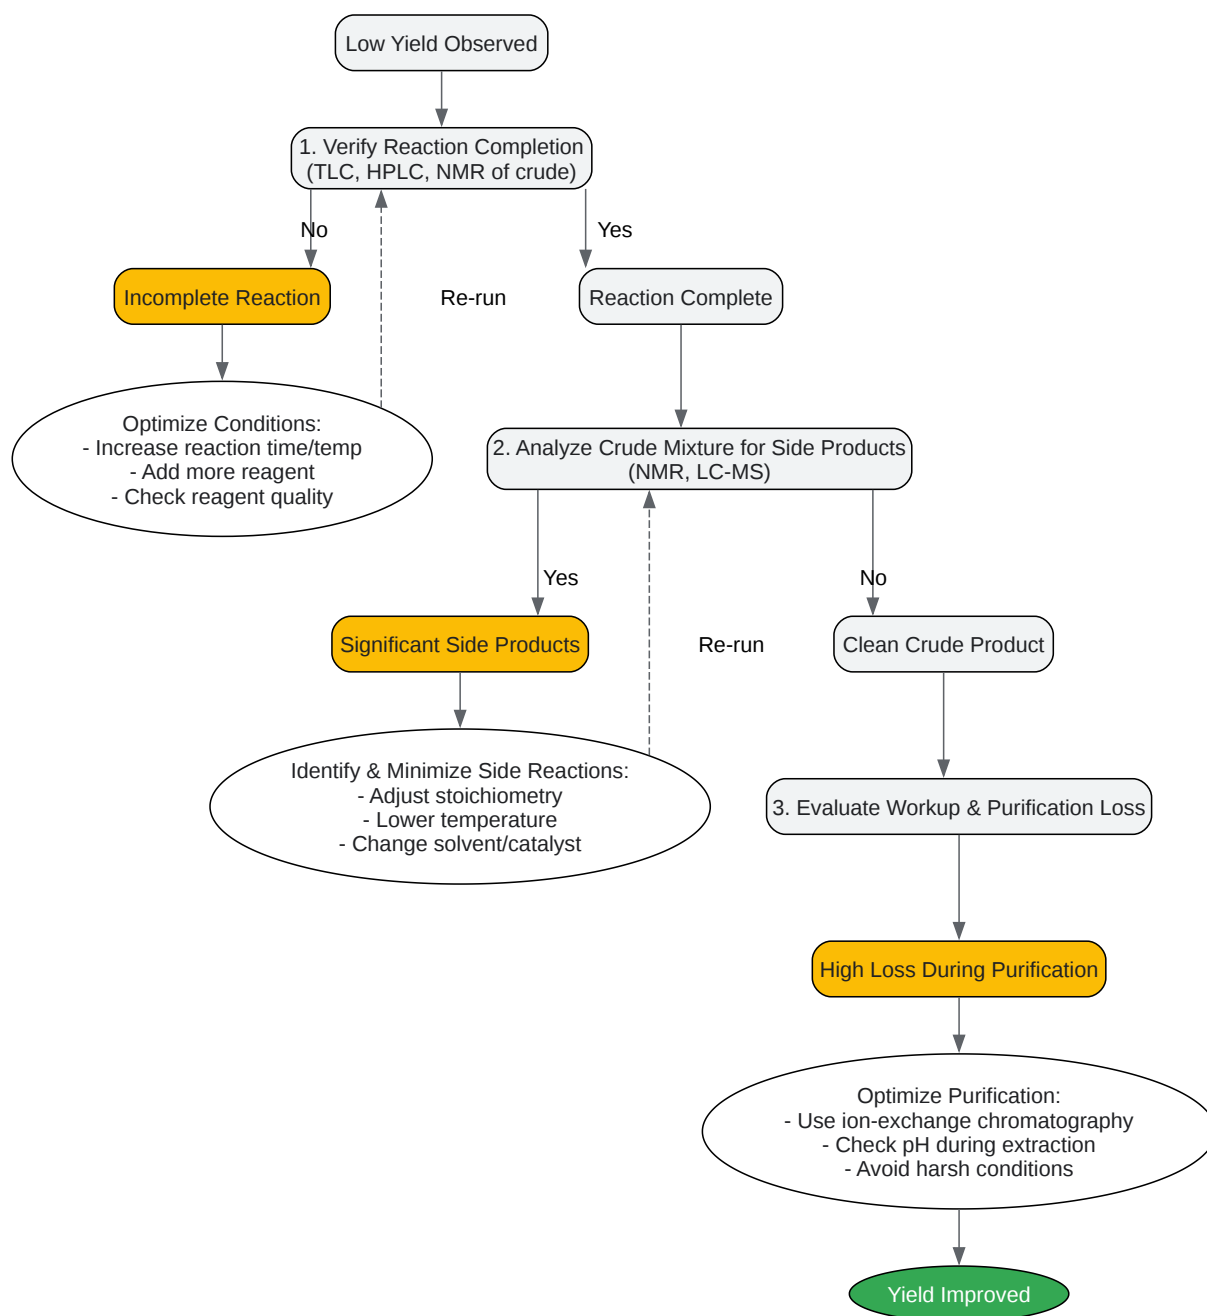 Low Yield Observed
1. Verify Reaction Completion
(TLC, HPLC, NMR of crude)
No
Yes
Incomplete Reaction
Re-run
Reaction Complete
Optimize Conditions:
- Increase reaction time/temp
- Add more reagent
- Check reagent quality
2. Analyze Crude Mixture for Side Products
(NMR, LC-MS)
Yes
No
Significant Side Products
Re-run
Clean Crude Product
Identify & Minimize Side Reactions:
- Adjust stoichiometry
- Lower temperature
- Change solvent/catalyst
3. Evaluate Workup & Purification Loss
High Loss During Purification
Optimize Purification:
- Use ion-exchange chromatography
- Check pH during extraction
- Avoid harsh conditions
Yield Improved